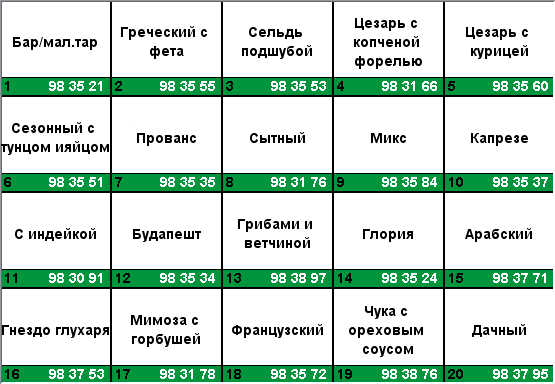 Бар/мал.тар
1 98 35 21
Греческий с
фета
2 98 35 55
Сельдь
подшубой
3 98 35 53
Цезарь с
копченой
форелью
4 98 31 66
Цезарь с
курицей
5 98 35 60
Сезонный с
тунцом ияйцом
6 98 35 51
Прованс
7 98 35 35
Сытный
8 98 31 76
Микс
9 98 35 84
Капрезе
10 98 35 37
С индейкой
11 98 30 91
Будапешт
12 98 35 34
Грибами и
ветчиной
13 98 38 97
Глория
14 98 35 24
Арабский
15 98 37 71
Гнездо глухаря
16 98 37 53
Мимоза с
горбушей
17 98 31 78
Французский
18 98 35 72
Чука с
ореховым
соусом
19 98 38 76
Дачный
20 98 37 95